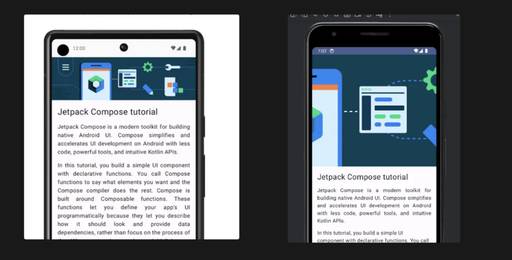 12:00
Jetpack Compose tutorial
Jetpack Compose is a modern toolkit for building
native Android UI. Compose simplifies and
accelerates UI development on Android with less
code, powerful tools, and intuitive Kotlin APIs.
In this tutorial, you build a simple UI component
with declarative functions. You call Compose
functions to say what elements you want and the
Compose compiler does the rest. Compose is
built around Composable functions. These
functions let you define your app's UI
programmatically because they let you describe
how it should look and provide data
dependencies, rather than focus on the process of
7:03
Jetpack Compose tutorial
Jetpack Compose is a modern toolkit for
building native Android UI. Compose simplifies
and accelerates UI development on Android
with less code, powerful tools, and intuitive
Kotlin APIs.
In this tutorial, you build a simple UI
component with declarative functions. You call